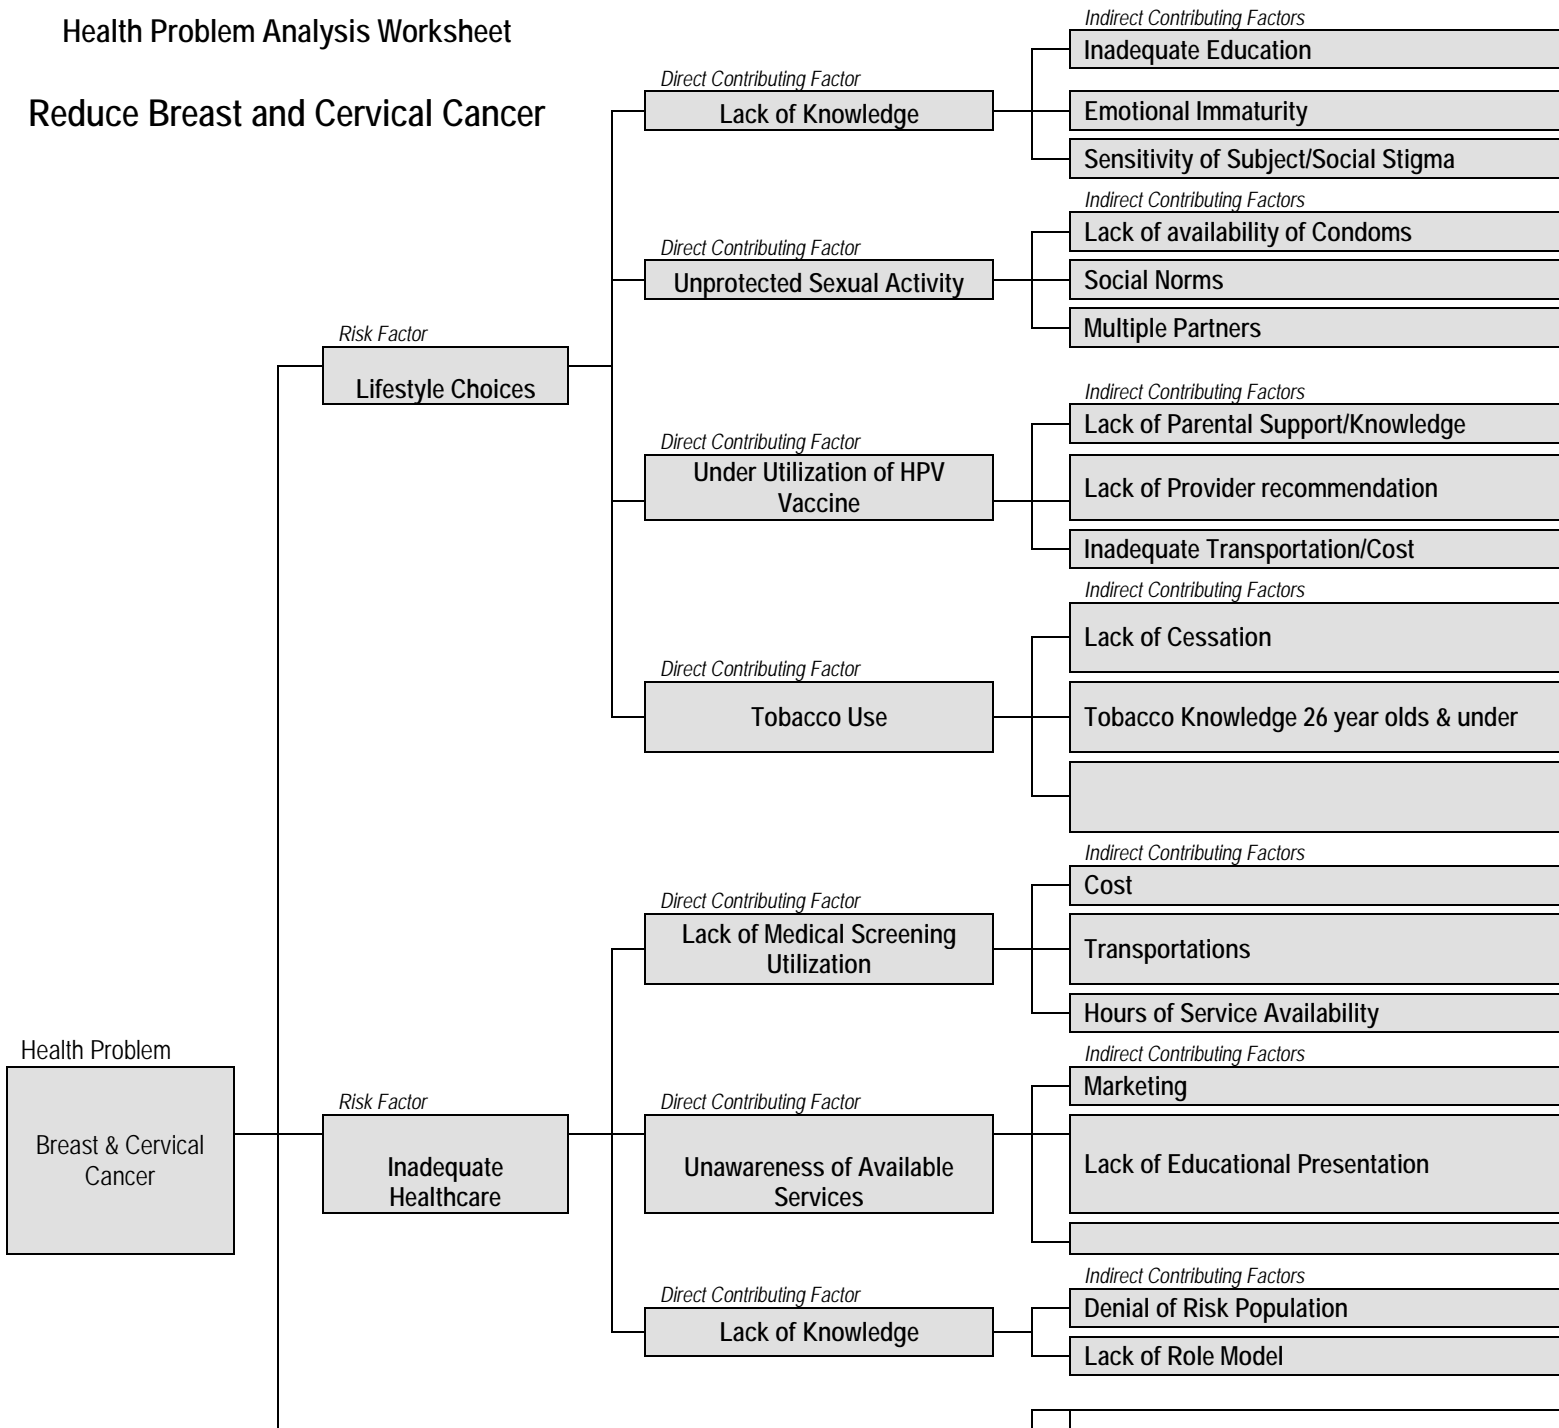 Health Problem Analysis Worksheet
Reduce Breast and Cervical Cancer
Indirect Contributing Factors
Inadequate Education
Direct Contributing Factor
Lack of Knowledge
Emotional Immaturity
Sensitivity of Subject/Social Stigma
Indirect Contributing Factors
Lack of availability of Condoms
Direct Contributing Factor
Unprotected Sexual Activity
Social Norms
Multiple Partners
Risk Factor
Lifestyle Choices
Indirect Contributing Factors
Lack of Parental Support/Knowledge
Direct Contributing Factor
Under Utilization of HPV
Vaccine
Lack of Provider recommendation
Inadequate Transportation/Cost
Indirect Contributing Factors
Lack of Cessation
Direct Contributing Factor
Tobacco Use
Tobacco Knowledge 26 year olds & under
Indirect Contributing Factors
Cost
Direct Contributing Factor
Lack of Medical Screening
Utilization
Transportations
Hours of Service Availability
Health Problem
Breast & Cervical
Cancer
Risk Factor
Inadequate
Healthcare
Indirect Contributing Factors
Marketing
Direct Contributing Factor
Unawareness of Available
Services
Lack of Educational Presentation
Indirect Contributing Factors
Denial of Risk Population
Direct Contributing Factor
Lack of Knowledge
Lack of Role Model